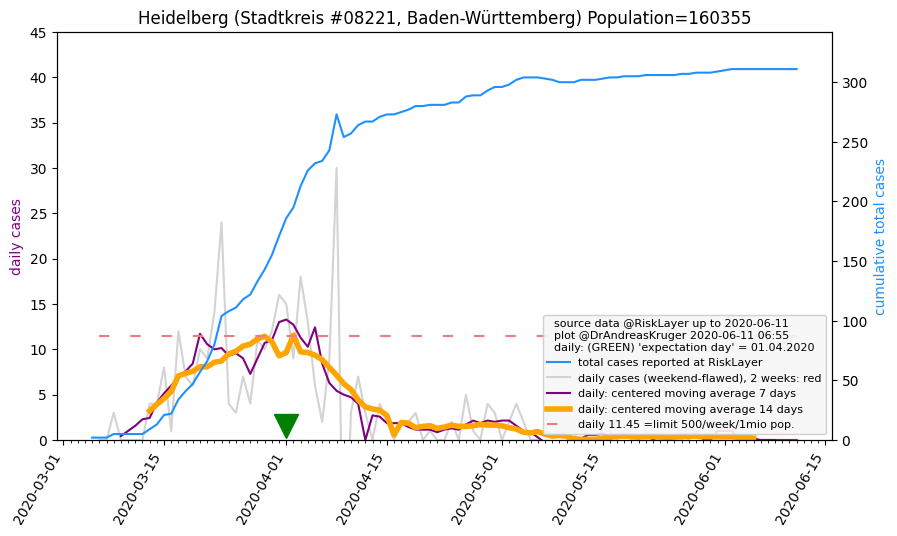 Heidelberg (Stadtkreis #08221, Baden-Württemberg) Population=160355
45
40
35
30
25
20
15
10
5
0
daily cases
300
250
200
150
100
50
0
cumulative total cases
source data @RiskLayer up to 2020-06-11
plot @DrAndreasKruger 2020-06-11 06:55
daily: (GREEN) 'expectation day' = 01.04.2020
total cases reported at RiskLayer
daily cases (weekend-flawed), 2 weeks: red
daily: centered moving average 7 days
daily: centered moving average 14 days
daily 11.45 =limit 500/week/1mio pop.
2020-03-01
2020-03-15
2020-04-01
2020-04-15
2020-05-01
2020-05-15
2020-06-01
2020-06-15